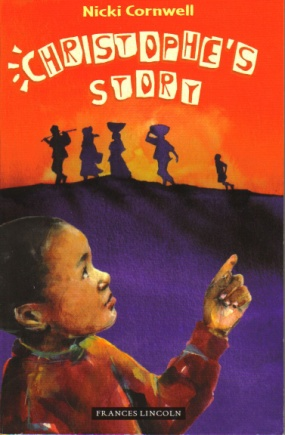 Nicki Cornwell
CHRISTOPHE'S
STORY
FRANCES LINCOLN